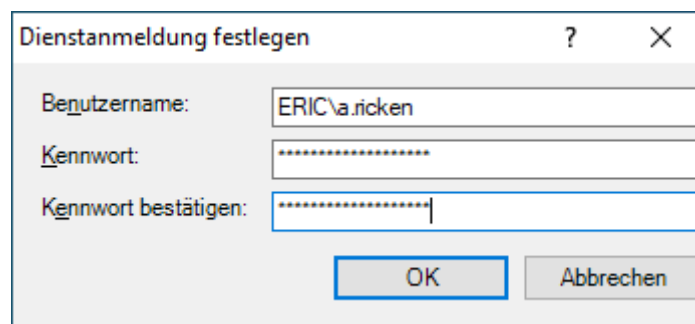 Dienstanmeldung festlegen ? ×
Benutzername: ERIC\a.ricken
Kennwort: *******************
Kennwort bestätigen: *******************
OK Abbrechen